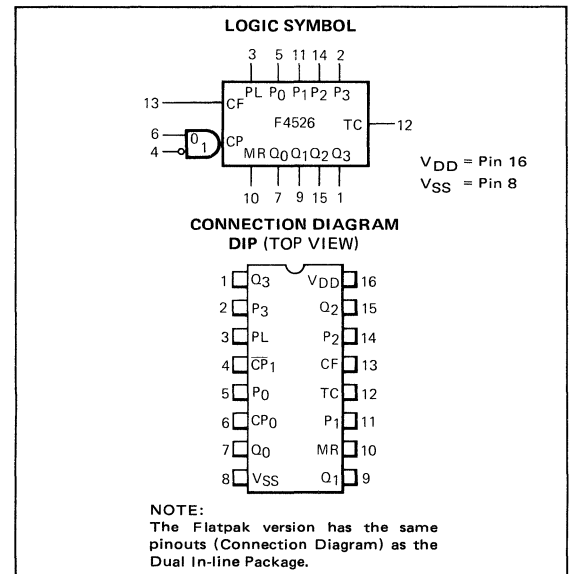 LOGIC SYMBOL
3 5 11 14 2
PL P0 P1 P2 P3
13 CF
F4526
TC 12
6 0 CP
4 1
MR Q0 Q1 Q2 Q3
10 7 9 15 1
VDD = Pin 16
VSS = Pin 8
CONNECTION DIAGRAM
DIP (TOP VIEW)
1 Q3 VDD 16
2 P3 Q2 15
3 PL P2 14
4 C̅P̅1 CF 13
5 P0 TC 12
6 CP0 P1 11
7 Q0 MR 10
8 VSS Q1 9
NOTE:
The Flatpak version has the same
pinouts (Connection Diagram) as the
Dual In-line Package.